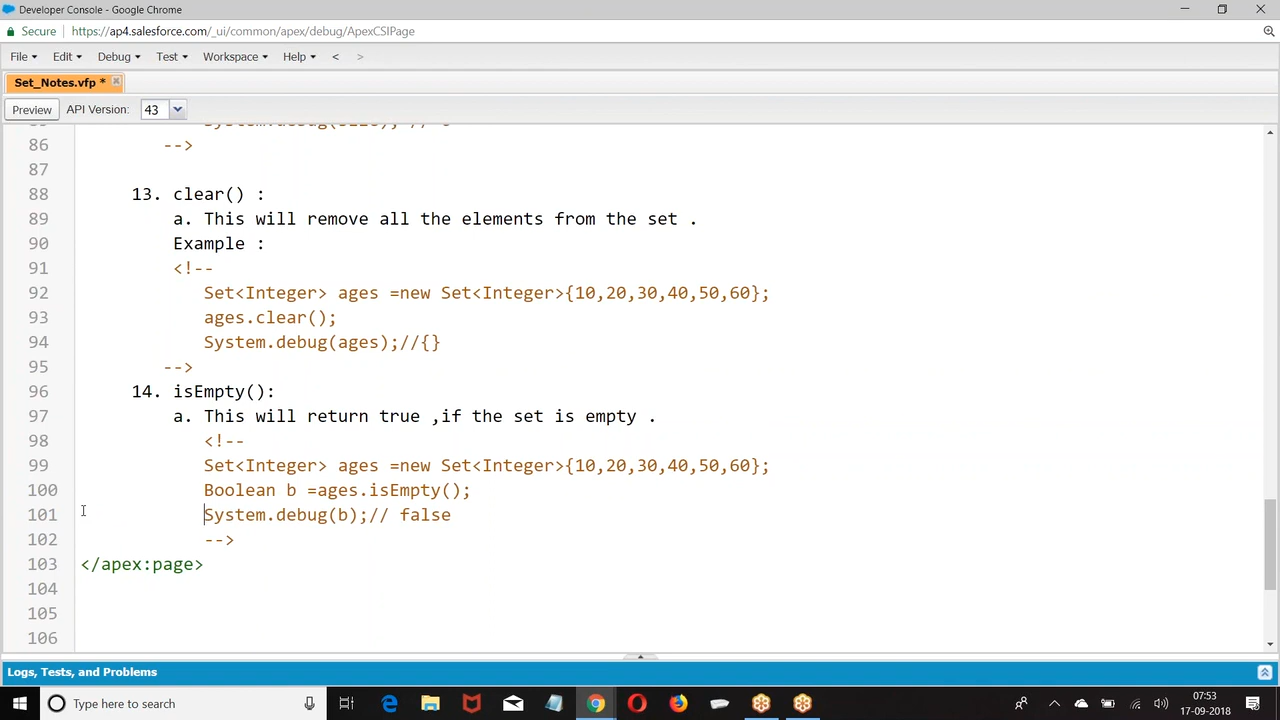 Developer Console - Google Chrome
Secure https://ap4.salesforce.com/_ui/common/apex/debug/ApexCSIPage
File Edit Debug Test Workspace Help < >
Set_Notes.vfp *
Preview API Version: 43
86 -->
87
88 13. clear() :
89 a. This will remove all the elements from the set .
90 Example :
91 <!--
92 Set<Integer> ages =new Set<Integer>{10,20,30,40,50,60};
93 ages.clear();
94 System.debug(ages);//{}
95 -->
96 14. isEmpty():
97 a. This will return true ,if the set is empty .
98 <!--
99 Set<Integer> ages =new Set<Integer>{10,20,30,40,50,60};
100 Boolean b =ages.isEmpty();
101 System.debug(b);// false
102 -->
103 </apex:page>
104
105
106
Logs, Tests, and Problems
Type here to search
07:53
17-09-2018